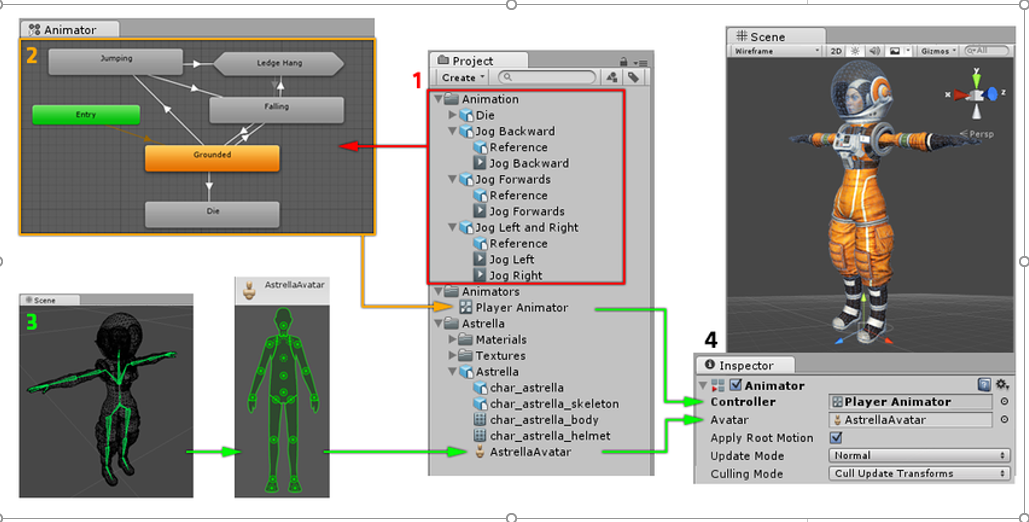 Animator
2
Jumping
Ledge Hang
Falling
Entry
Grounded
Die
1
Project
Create
Animation
Die
Jog Backward
Reference
Jog Backward
Jog Forwards
Reference
Jog Forwards
Jog Left and Right
Reference
Jog Left
Jog Right
Animators
Player Animator
Astrella
Materials
Textures
Astrella
char_astrella
char_astrella_skeleton
char_astrella_body
char_astrella_helmet
AstrellaAvatar
Scene
3
AstrellaAvatar
Scene
Wireframe 2D Gizmos All
y
x z
Persp
4
Inspector
Animator
Controller Player Animator
Avatar AstrellaAvatar
Apply Root Motion
Update Mode Normal
Culling Mode Cull Update Transforms